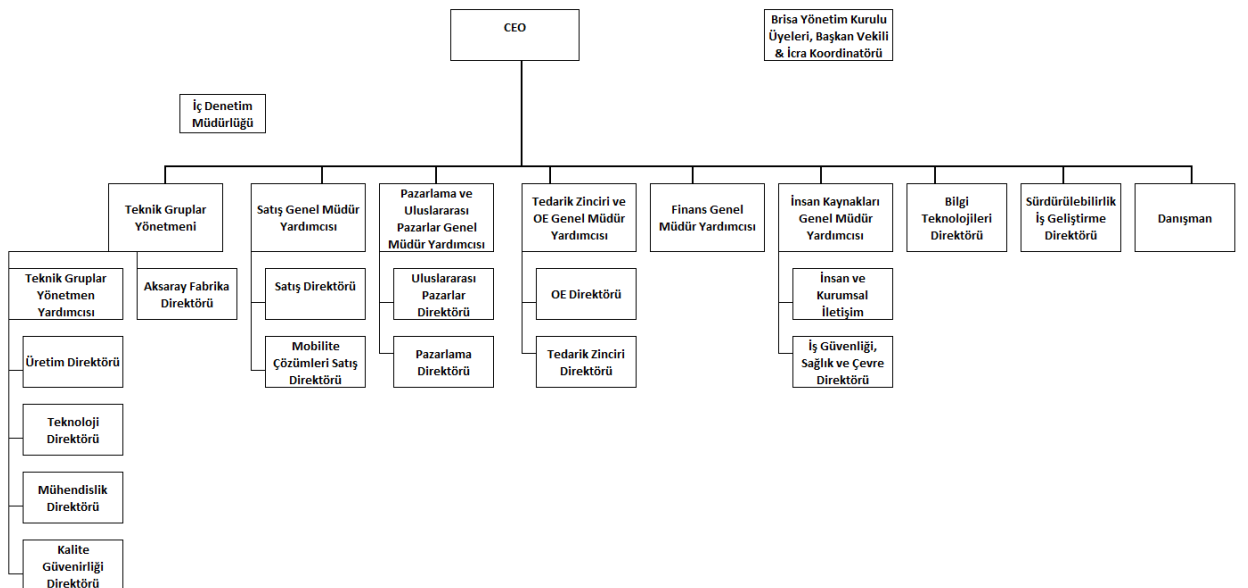 CEO
Brisa Yönetim Kurulu
Üyeleri, Başkan Vekili
& İcra Koordinatörü
İç Denetim
Müdürlüğü
Teknik Gruplar
Yönetmeni
Satış Genel Müdür
Yardımcısı
Pazarlama ve
Uluslararası
Pazarlar Genel
Müdür Yardımcısı
Tedarik Zinciri ve
OE Genel Müdür
Yardımcısı
Finans Genel
Müdür Yardımcısı
İnsan Kaynakları
Genel Müdür
Yardımcısı
Bilgi
Teknolojileri
Direktörü
Sürdürülebilirlik
İş Geliştirme
Direktörü
Danışman
Teknik Gruplar
Yönetmen
Yardımcısı
Aksaray Fabrika
Direktörü
Satış Direktörü
Uluslararası
Pazarlar
Direktörü
OE Direktörü
İnsan ve
Kurumsal
İletişim
Üretim Direktörü
Mobilite
Çözümleri Satış
Direktörü
Pazarlama
Direktörü
Tedarik Zinciri
Direktörü
İş Güvenliği,
Sağlık ve Çevre
Direktörü
Teknoloji
Direktörü
Mühendislik
Direktörü
Kalite
Güvenirliği
Direktörü